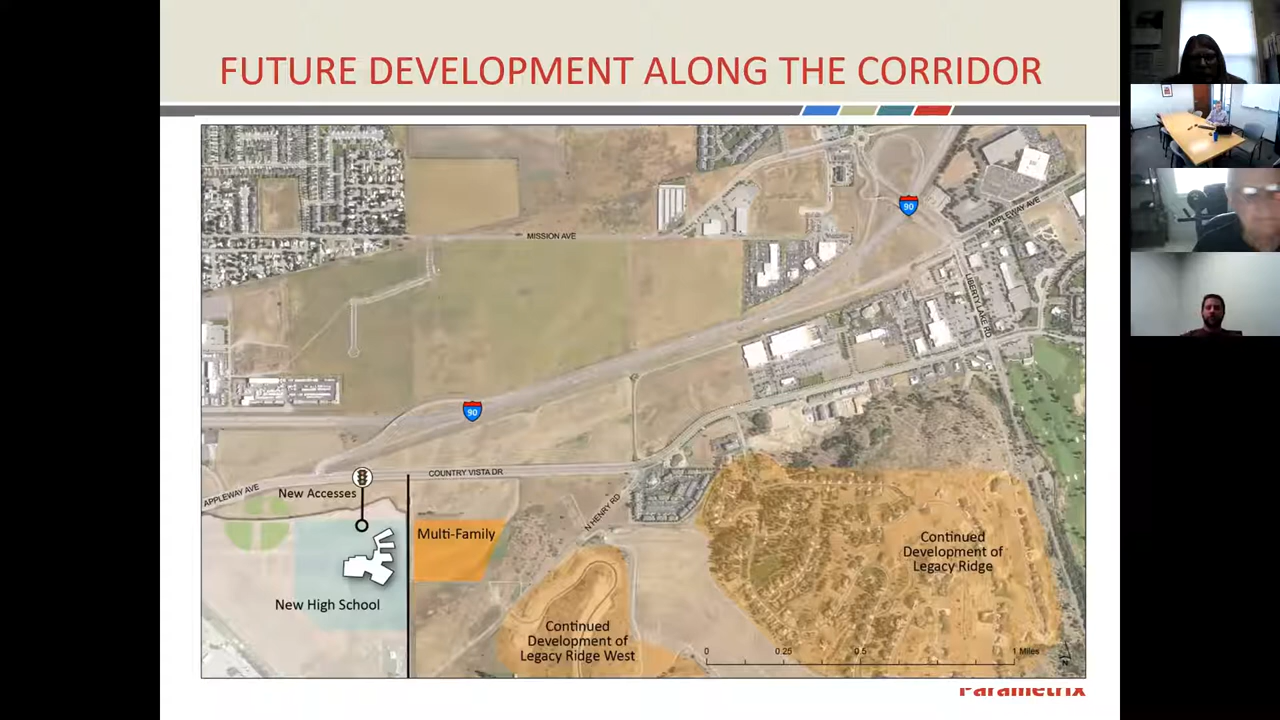 FUTURE DEVELOPMENT ALONG THE CORRIDOR
90
APPLEWAY AVE
MISSION AVE
LIBERTY LAKE RD
90
COUNTRY VISTA DR
APPLEWAY AVE
New Accesses
N HENRY RD
Multi-Family
Continued
Development of
Legacy Ridge
New High School
Continued
Development of
Legacy Ridge West
0 0.25 0.5 1 Miles
Parametrix